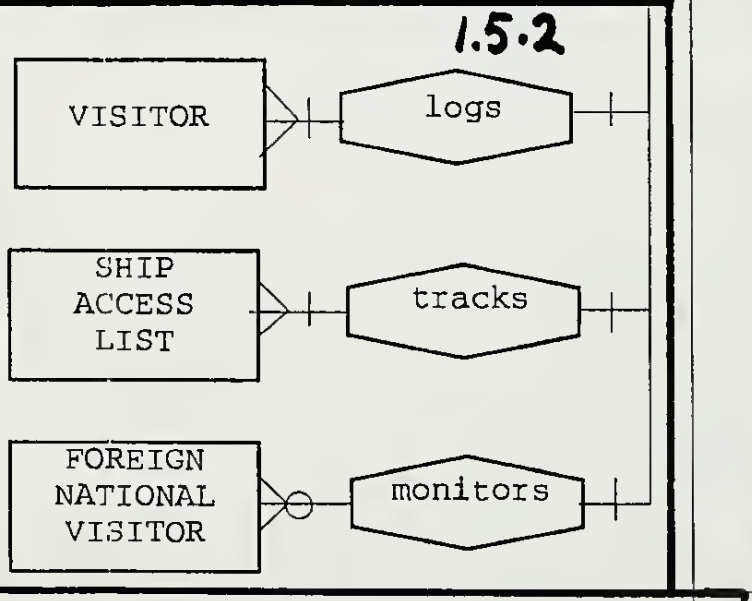 1.5.2
VISITOR
logs
SHIP
ACCESS
LIST
tracks
FOREIGN
NATIONAL
VISITOR
monitors